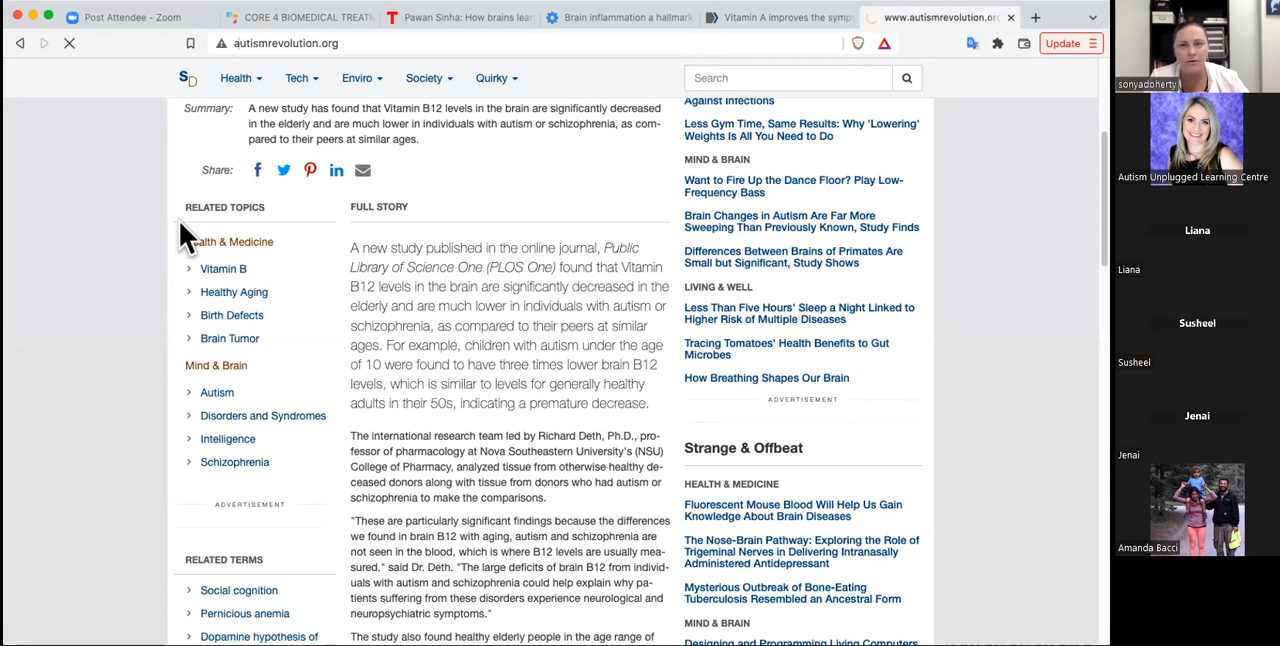 Post Attendee - Zoom
CORE 4 BIOMEDICAL TREATM
Pawan Sinha: How brains lear
Brain inflammation a hallmark
Vitamin A improves the symp
www.autismrevolution.or
autismrevolution.org
Update
SD
Health
Tech
Enviro
Society
Quirky
Search
Summary:
A new study has found that Vitamin B12 levels in the brain are significantly decreased
in the elderly and are much lower in individuals with autism or schizophrenia, as com-
pared to their peers at similar ages.
Share:
RELATED TOPICS
alth & Medicine
Vitamin B
Healthy Aging
Birth Defects
Brain Tumor
Mind & Brain
Autism
Disorders and Syndromes
Intelligence
Schizophrenia
ADVERTISEMENT
RELATED TERMS
Social cognition
Pernicious anemia
Dopamine hypothesis of
FULL STORY
A new study published in the online journal, Public
Library of Science One (PLOS One) found that Vitamin
B12 levels in the brain are significantly decreased in the
elderly and are much lower in individuals with autism or
schizophrenia, as compared to their peers at similar
ages. For example, children with autism under the age
of 10 were found to have three times lower brain B12
levels, which is similar to levels for generally healthy
adults in their 50s, indicating a premature decrease.
The international research team led by Richard Deth, Ph.D., pro-
fessor of pharmacology at Nova Southeastern University's (NSU)
College of Pharmacy, analyzed tissue from otherwise healthy de-
ceased donors along with tissue from donors who had autism or
schizophrenia to make the comparisons.
"These are particularly significant findings because the differences
we found in brain B12 with aging, autism and schizophrenia are
not seen in the blood, which is where B12 levels are usually mea-
sured." said Dr. Deth. "The large deficits of brain B12 from individ-
uals with autism and schizophrenia could help explain why pa-
tients suffering from these disorders experience neurological and
neuropsychiatric symptoms."
The study also found healthy elderly people in the age range of
Against Infections
Less Gym Time, Same Results: Why 'Lowering'
Weights Is All You Need to Do
MIND & BRAIN
Want to Fire Up the Dance Floor? Play Low-
Frequency Bass
Brain Changes in Autism Are Far More
Sweeping Than Previously Known, Study Finds
Differences Between Brains of Primates Are
Small but Significant, Study Shows
LIVING & WELL
Less Than Five Hours' Sleep a Night Linked to
Higher Risk of Multiple Diseases
Tracing Tomatoes' Health Benefits to Gut
Microbes
How Breathing Shapes Our Brain
ADVERTISEMENT
Strange & Offbeat
HEALTH & MEDICINE
Fluorescent Mouse Blood Will Help Us Gain
Knowledge About Brain Diseases
The Nose-Brain Pathway: Exploring the Role of
Trigeminal Nerves in Delivering Intranasally
Administered Antidepressant
Mysterious Outbreak of Bone-Eating
Tuberculosis Resembled an Ancestral Form
MIND & BRAIN
Designing and Programming Living Computers
sonyadoherty
Autism Unplugged Learning Centre
Liana
Liana
Susheel
Susheel
Jenai
Jenai
Amanda Bacci